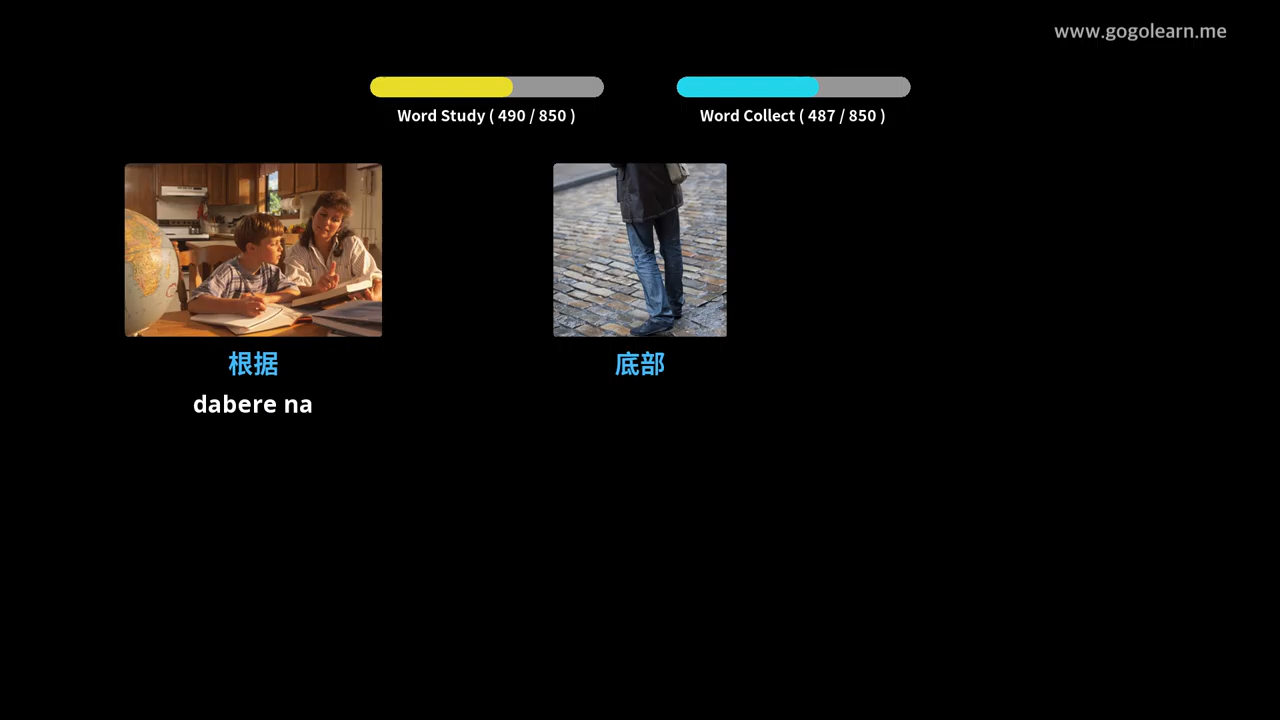 www.gogolearn.me
Word Study ( 490 / 850 )
Word Collect ( 487 / 850 )
根据
dabere na
底部